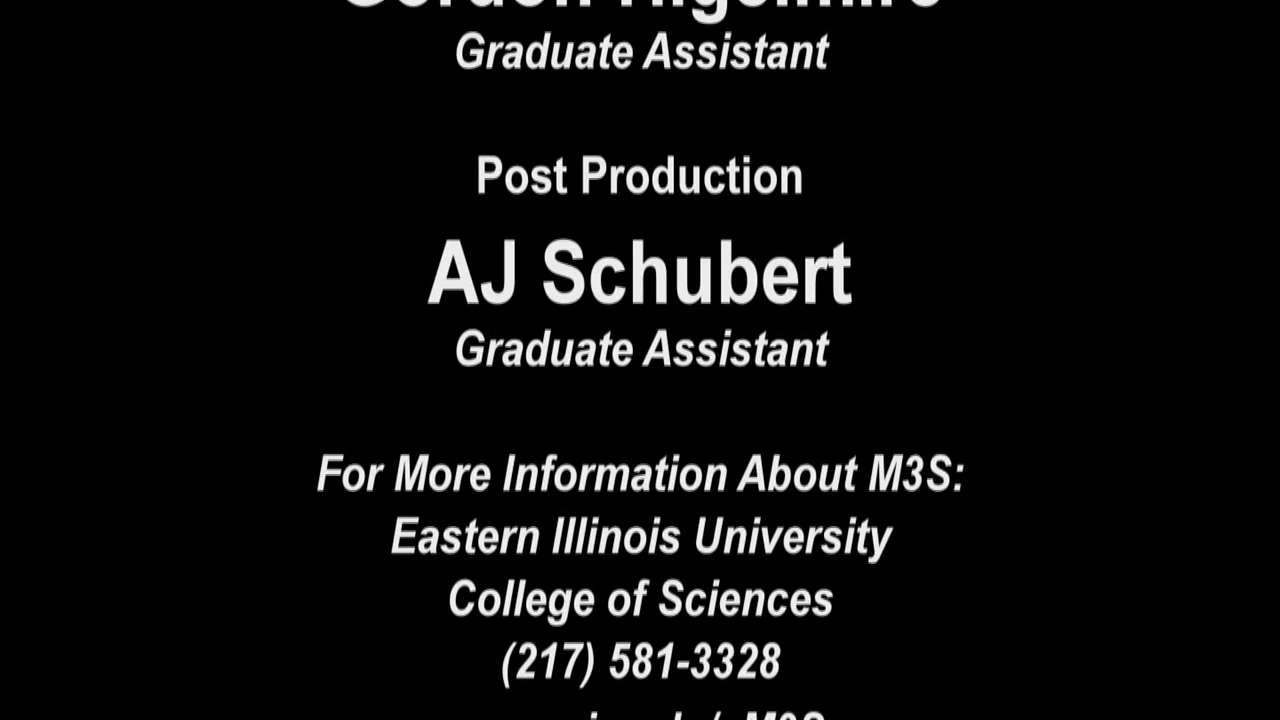 Graduate Assistant
Post Production
AJ Schubert
Graduate Assistant
For More Information About M3S:
Eastern Illinois University
College of Sciences
(217) 581-3328